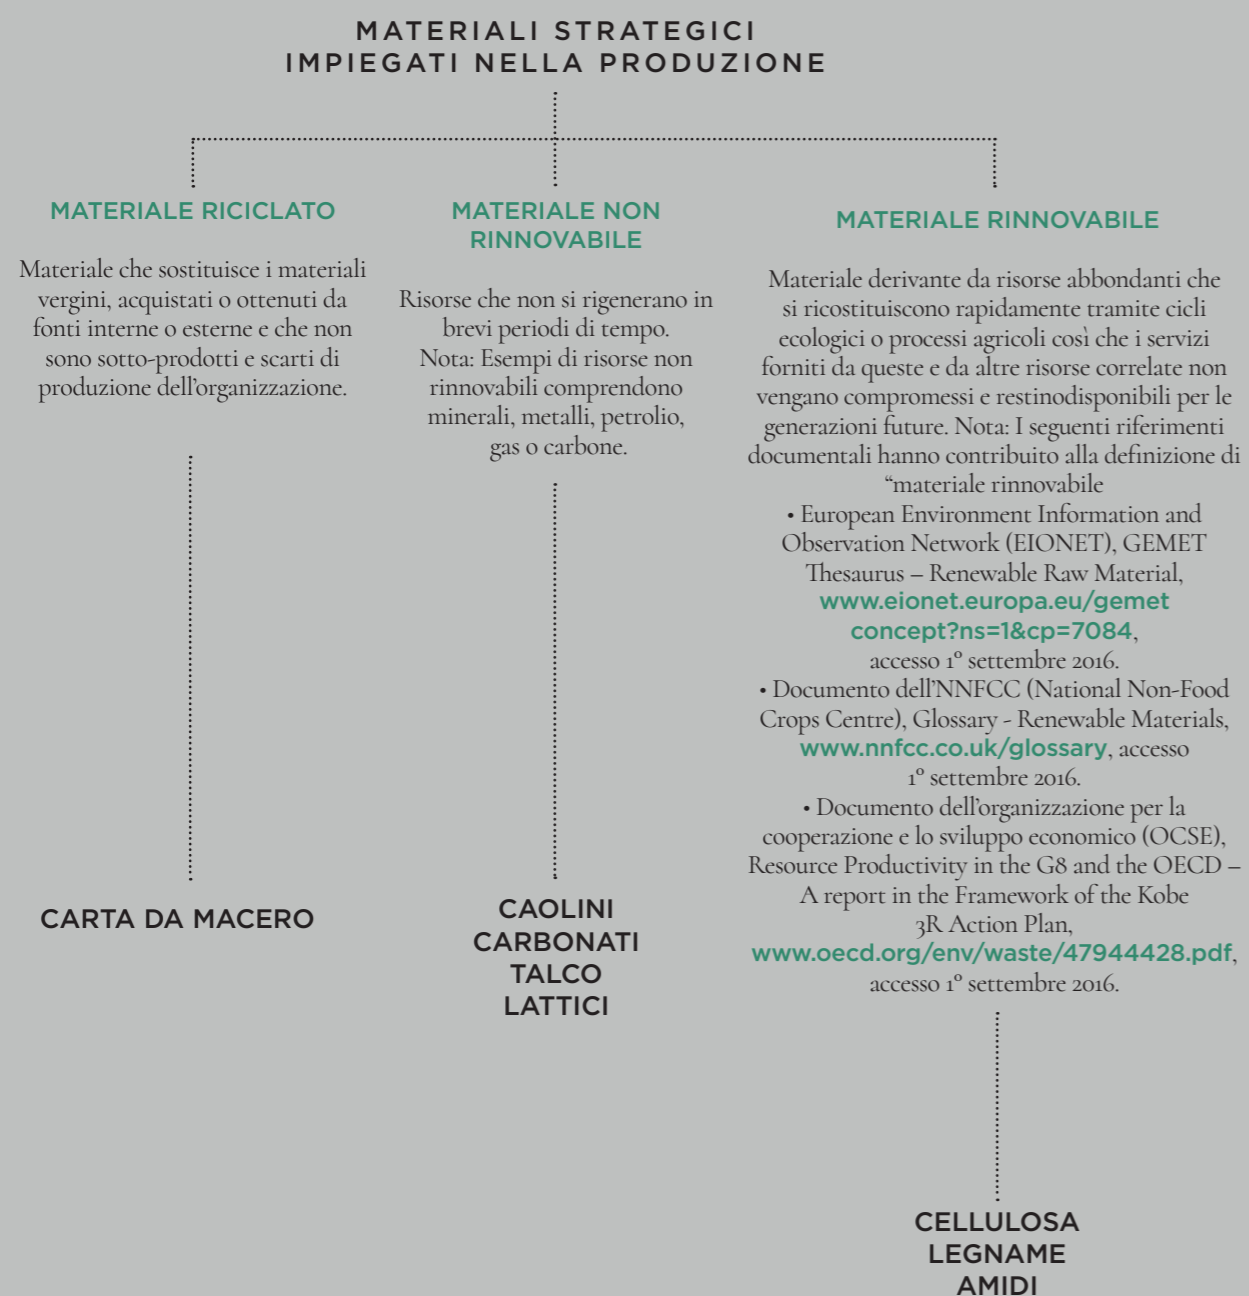 MATERIALI STRATEGICI
IMPIEGATI NELLA PRODUZIONE
MATERIALE RICICLATO
Materiale che sostituisce i materiali
vergini, acquistati o ottenuti da
fonti interne o esterne e che non
sono sotto-prodotti e scarti di
produzione dell'organizzazione.
CARTA DA MACERO
MATERIALE NON
RINNOVABILE
Risorse che non si rigenerano in
brevi periodi di tempo.
Nota: Esempi di risorse non
rinnovabili comprendono
minerali, metalli, petrolio,
gas o carbone.
CAOLINI
CARBONATI
TALCO
LATTICI
MATERIALE RINNOVABILE
Materiale derivante da risorse abbondanti che
si ricostituiscono rapidamente tramite cicli
ecologici o processi agricoli così che i servizi
forniti da queste e da altre risorse correlate non
vengano compromessi e restinodisponibili per le
generazioni future. Nota: I seguenti riferimenti
documentali hanno contribuito alla definizione di
“materiale rinnovabile
• European Environment Information and
Observation Network (EIONET), GEMET
Thesaurus – Renewable Raw Material,
www.eionet.europa.eu/gemet
concept?ns=1&cp=7084,
accesso 1° settembre 2016.
• Documento dell'NNFCC (National Non-Food
Crops Centre), Glossary - Renewable Materials,
www.nnfcc.co.uk/glossary, accesso
1° settembre 2016.
• Documento dell'organizzazione per la
cooperazione e lo sviluppo economico (OCSE),
Resource Productivity in the G8 and the OECD –
A report in the Framework of the Kobe
3R Action Plan,
www.oecd.org/env/waste/47944428.pdf,
accesso 1° settembre 2016.
CELLULOSA
LEGNAME
AMIDI